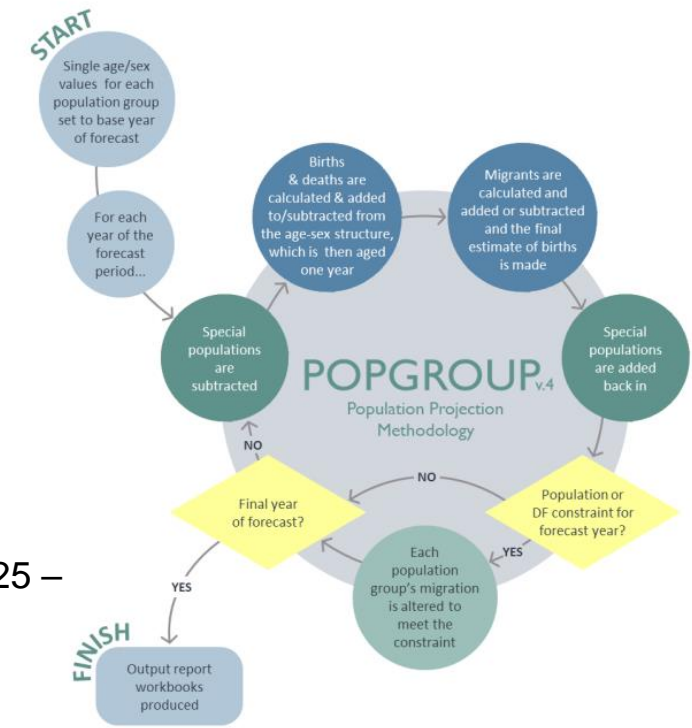 START
Single age/sex
values for each
population group
set to base year
of forecast
For each
year of the
forecast
period...
Special
populations
are
subtracted
Births
& deaths are
calculated & added
to/subtracted from
the age-sex structure,
which is then aged
one year
Migrants are
calculated and
added or subtracted
and the final
estimate of births
is made
Special
populations
are added
back in
POPGROUP v.4
Population Projection
Methodology
Population or
DF constraint for
forecast year?
NO
YES
Each
population
group's migration
is altered to
meet the
constraint
Final year
of forecast?
NO
YES
25 –
FINISH
Output report
workbooks
produced